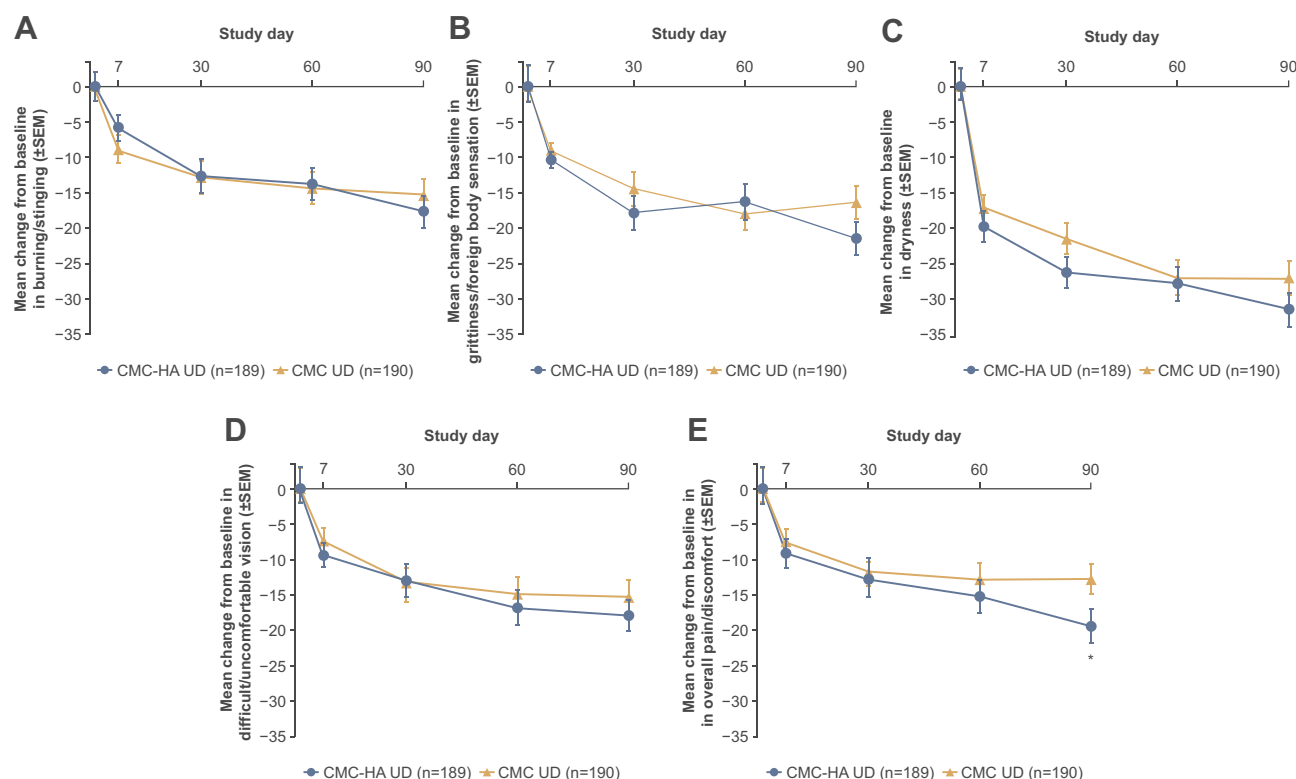 A
Study day
7 30 60 90
0
−5
−10
−15
−20
−25
−30
−35
Mean change from baseline
in burning/stinging (±SEM)
CMC-HA UD (n=189) CMC UD (n=190)
B
Study day
7 30 60 90
0
−5
−10
−15
−20
−25
−30
−35
Mean change from baseline in
grittiness/foreign body sensation (±SEM)
CMC-HA UD (n=189) CMC UD (n=190)
C
Study day
7 30 60 90
0
−5
−10
−15
−20
−25
−30
−35
Mean change from baseline
in dryness (±SEM)
CMC-HA UD (n=189) CMC UD (n=190)
D
Study day
7 30 60 90
0
−5
−10
−15
−20
−25
−30
−35
Mean change from baseline in
difficult/uncomfortable vision (±SEM)
CMC-HA UD (n=189) CMC UD (n=190)
E
Study day
7 30 60 90
0
−5
−10
−15
−20
−25
−30
−35
Mean change from baseline
in overall pain/discomfort (±SEM)
*
CMC-HA UD (n=189) CMC UD (n=190)